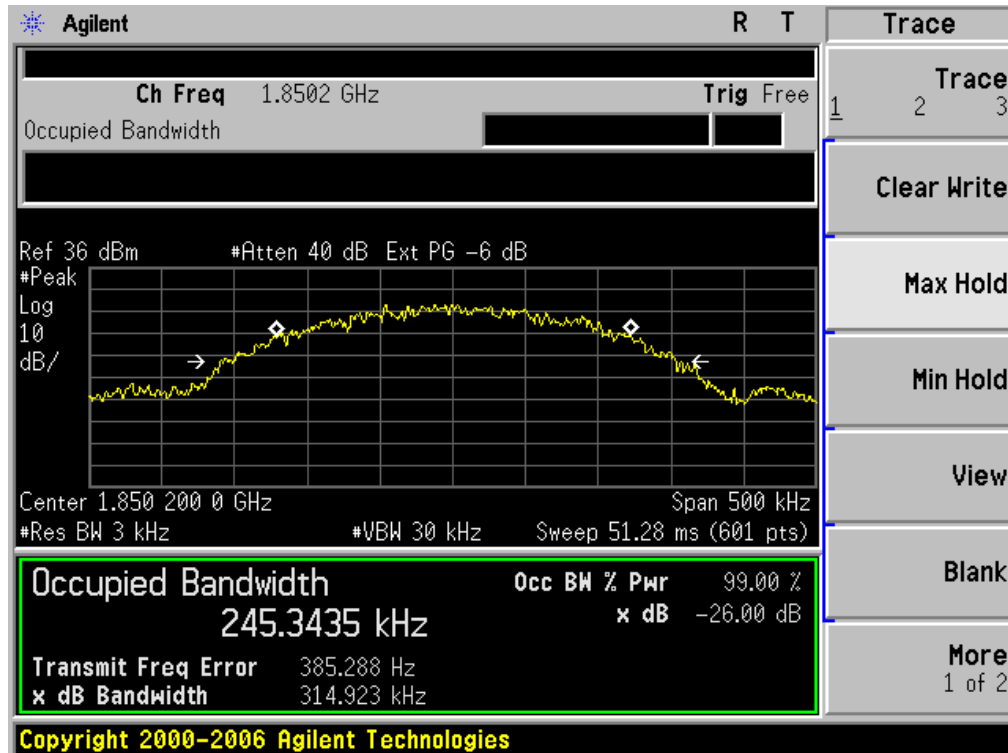 Agilent R T
Trace
Ch Freq 1.8502 GHz Trig Free
Occupied Bandwidth
Trace
1 2 3
Clear Write
Max Hold
Min Hold
View
Blank
More
1 of 2
Ref 36 dBm #Atten 40 dB Ext PG -6 dB
#Peak
Log
10
dB/
Center 1.850 200 0 GHz Span 500 kHz
#Res BW 3 kHz #VBW 30 kHz Sweep 51.28 ms (601 pts)
Occupied Bandwidth Occ BW % Pwr 99.00 %
245.3435 kHz x dB -26.00 dB
Transmit Freq Error 385.288 Hz
x dB Bandwidth 314.923 kHz
Copyright 2000-2006 Agilent Technologies